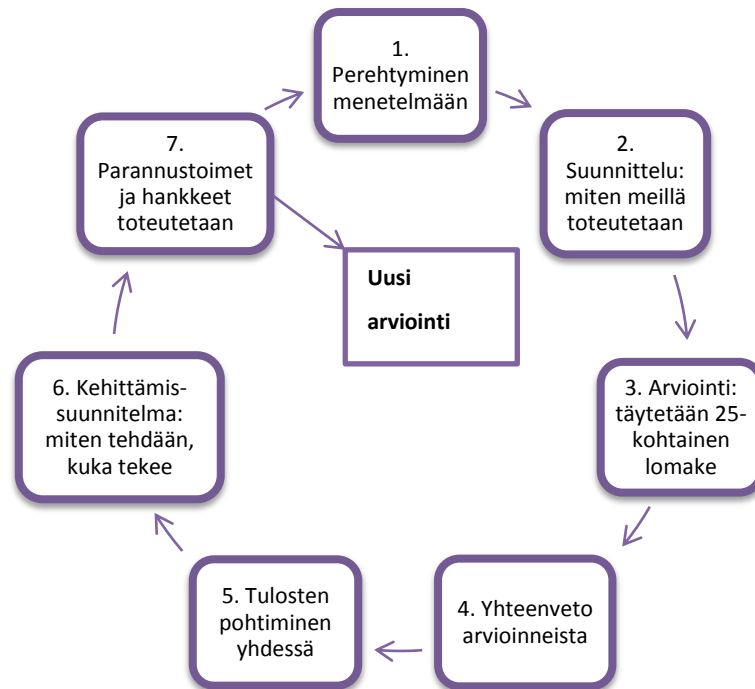 1.
Perehtyminen
menetelmään
2.
Suunnittelu:
miten meillä
toteutetaan
3. Arviointi:
täytetään 25-
kohtainen
lomake
4. Yhteenveto
arvioinneista
5. Tulosten
pohtiminen
yhdessä
6. Kehittämis-
suunnitelma:
miten tehdään,
kuka tekee
7.
Parannustoimet
ja hankkeet
toteutetaan
Uusi
arviointi